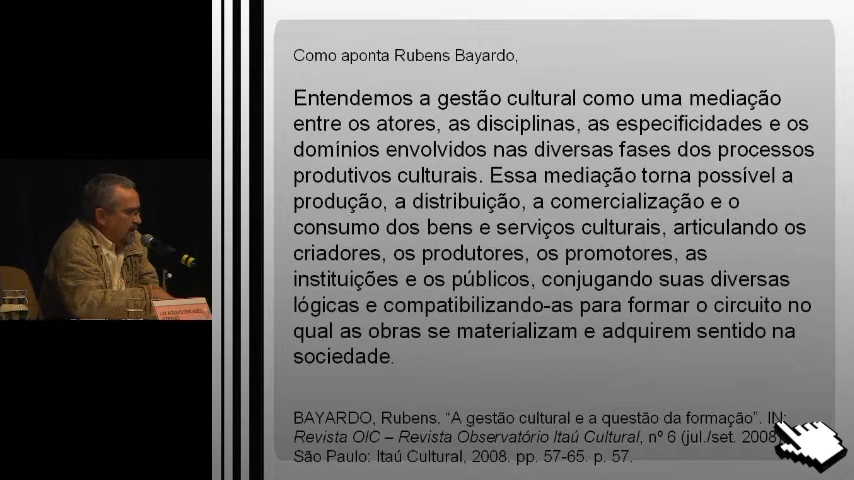 Como aponta Rubens Bayardo,
Entendemos a gestão cultural como uma mediação
entre os atores, as disciplinas, as especificidades e os
domínios envolvidos nas diversas fases dos processos
produtivos culturais. Essa mediação torna possível a
produção, a distribuição, a comercialização e o
consumo dos bens e serviços culturais, articulando os
criadores, os produtores, os promotores, as
instituições e os públicos, conjugando suas diversas
lógicas e compatibilizando-as para formar o circuito no
qual as obras se materializam e adquirem sentido na
sociedade.
BAYARDO, Rubens. “A gestão cultural e a questão da formação”. IN:
Revista OIC – Revista Observatório Itaú Cultural, nº 6 (jul./set. 2008)
São Paulo: Itaú Cultural, 2008. pp. 57-65. p. 57.